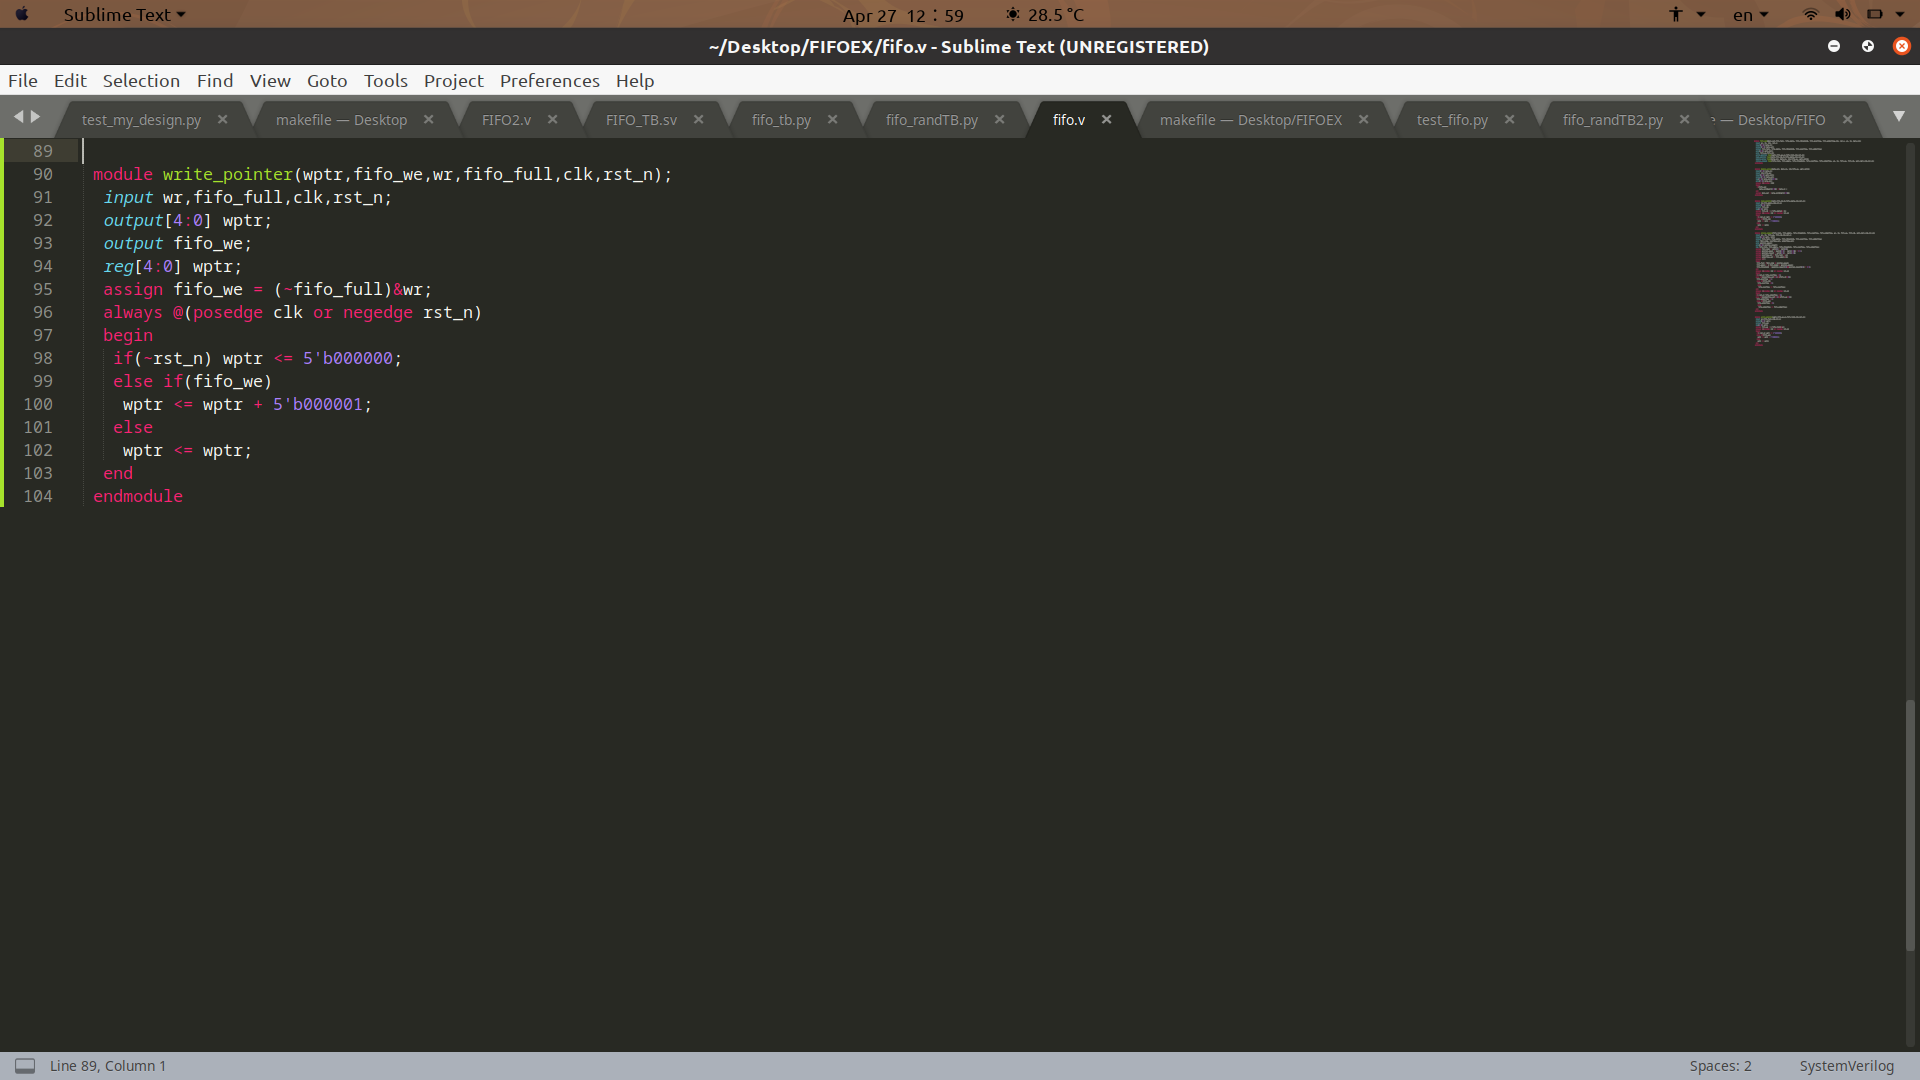 Sublime Text
Apr 27 12:59
28.5 °C
en
~/Desktop/FIFOEX/fifo.v - Sublime Text (UNREGISTERED)
File Edit Selection Find View Goto Tools Project Preferences Help
test_my_design.py makefile — Desktop FIFO2.v FIFO_TB.sv fifo_tb.py fifo_randTB.py fifo.v makefile — Desktop/FIFOEX test_fifo.py fifo_randTB2.py — Desktop/FIFO
89
90 module write_pointer(wptr,fifo_we,wr,fifo_full,clk,rst_n);
91 input wr,fifo_full,clk,rst_n;
92 output[4:0] wptr;
93 output fifo_we;
94 reg[4:0] wptr;
95 assign fifo_we = (~fifo_full)&wr;
96 always @(posedge clk or negedge rst_n)
97 begin
98 if(~rst_n) wptr <= 5'b000000;
99 else if(fifo_we)
100 wptr <= wptr + 5'b000001;
101 else
102 wptr <= wptr;
103 end
104 endmodule
Line 89, Column 1
Spaces: 2
SystemVerilog